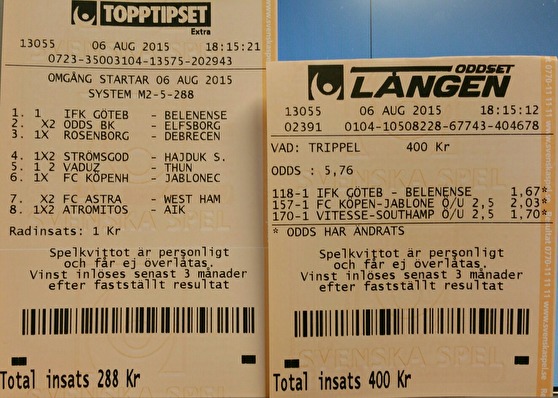 TOPPTIPSET
Extra
13055 06 AUG 2015 18:15:21
0723-35003104-13575-202943
OMGÅNG STARTAR 06 AUG 2015
SYSTEM M2-5-288
1. 1 IFK GÖTEB - BELENENSE
2. X2 ODDS BK - ELFSBORG
3. 1X ROSENBORG - DEBRECEN
4. 1X2 STRÖMSGOD - HAJDUK S.
5. 1 2 VADUZ - THUN
6. 1X FC KÖPENH - JABLONEC
7. X2 FC ASTRA - WEST HAM
8. 1X2 ATROMITOS - AIK
Radinsats: 1 Kr
Spelkvittot är personligt
och får ej överlåtas.
Vinst inlöses senast 3 månader
efter fastställt resultat
Total insats 288 Kr
ODDSET
LÅNGEN
13055 06 AUG 2015 18:15:12
02391 0104-10508228-67743-404678
VAD: TRIPPEL 400 Kr
ODDS : 5,76
118-1 IFK GÖTEB - BELENENSE 1,67*
157-1 FC KÖPEN-JABLONE Ö/U 2,5 2,03*
170-1 VITESSE-SOUTHAMP Ö/U 2,5 1,70*
* ODDS HAR ÄNDRATS
Spelkvittot är personligt
och får ej överlåtas.
Vinst inlöses senast 3 månader
efter fastställt resultat
SVENSKA SPEL
Total insats 400 Kr